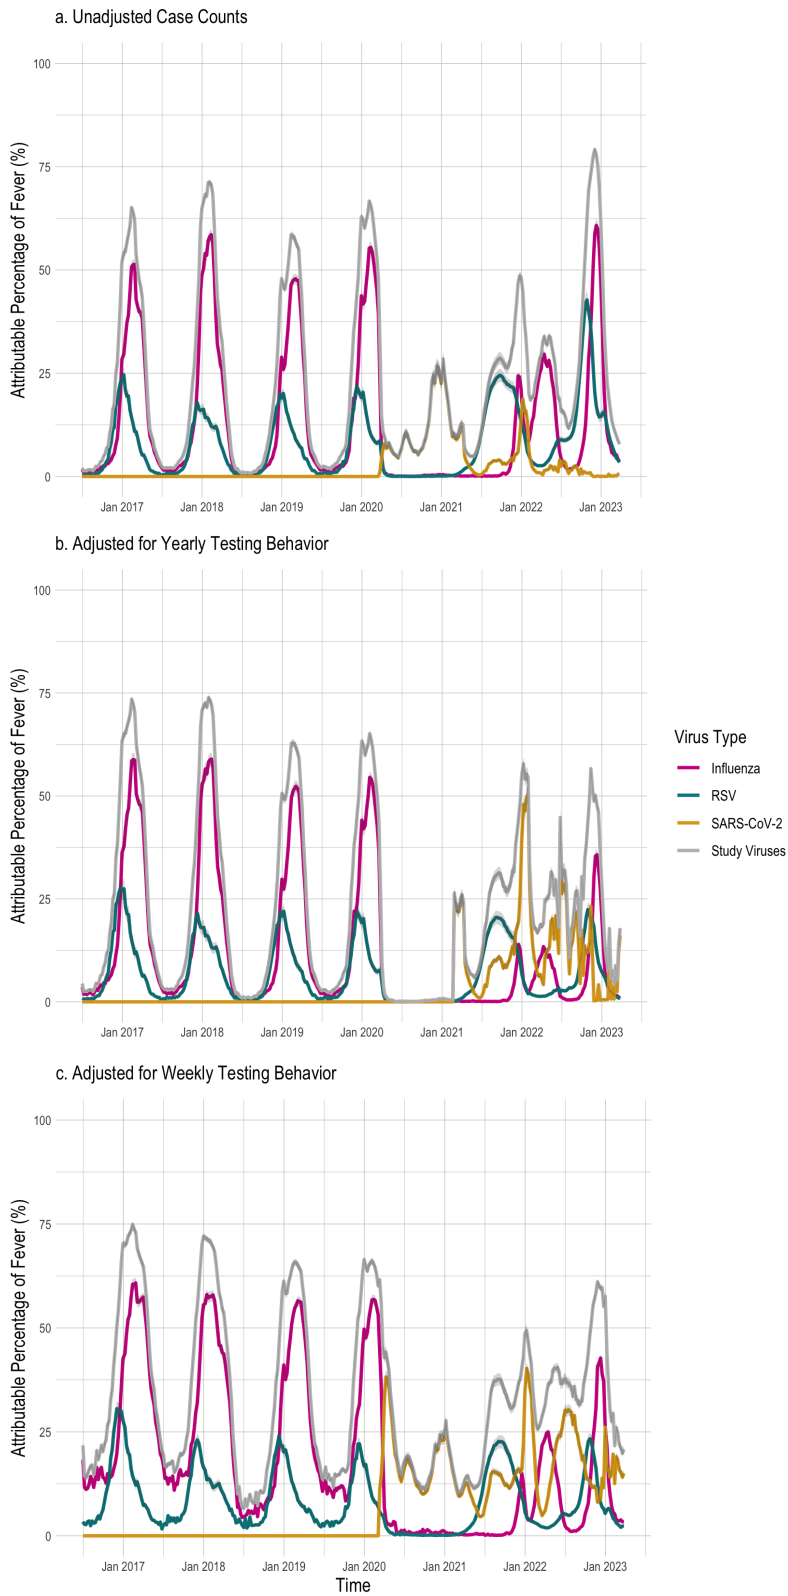 a. Unadjusted Case Counts
Attributable Percentage of Fever (%)
100
75
50
25
0
Jan 2017 Jan 2018 Jan 2019 Jan 2020 Jan 2021 Jan 2022 Jan 2023
b. Adjusted for Yearly Testing Behavior
Attributable Percentage of Fever (%)
100
75
50
25
0
Jan 2017 Jan 2018 Jan 2019 Jan 2020 Jan 2021 Jan 2022 Jan 2023
Virus Type
Influenza
RSV
SARS-CoV-2
Study Viruses
c. Adjusted for Weekly Testing Behavior
Attributable Percentage of Fever (%)
100
75
50
25
0
Jan 2017 Jan 2018 Jan 2019 Jan 2020 Jan 2021 Jan 2022 Jan 2023
Time